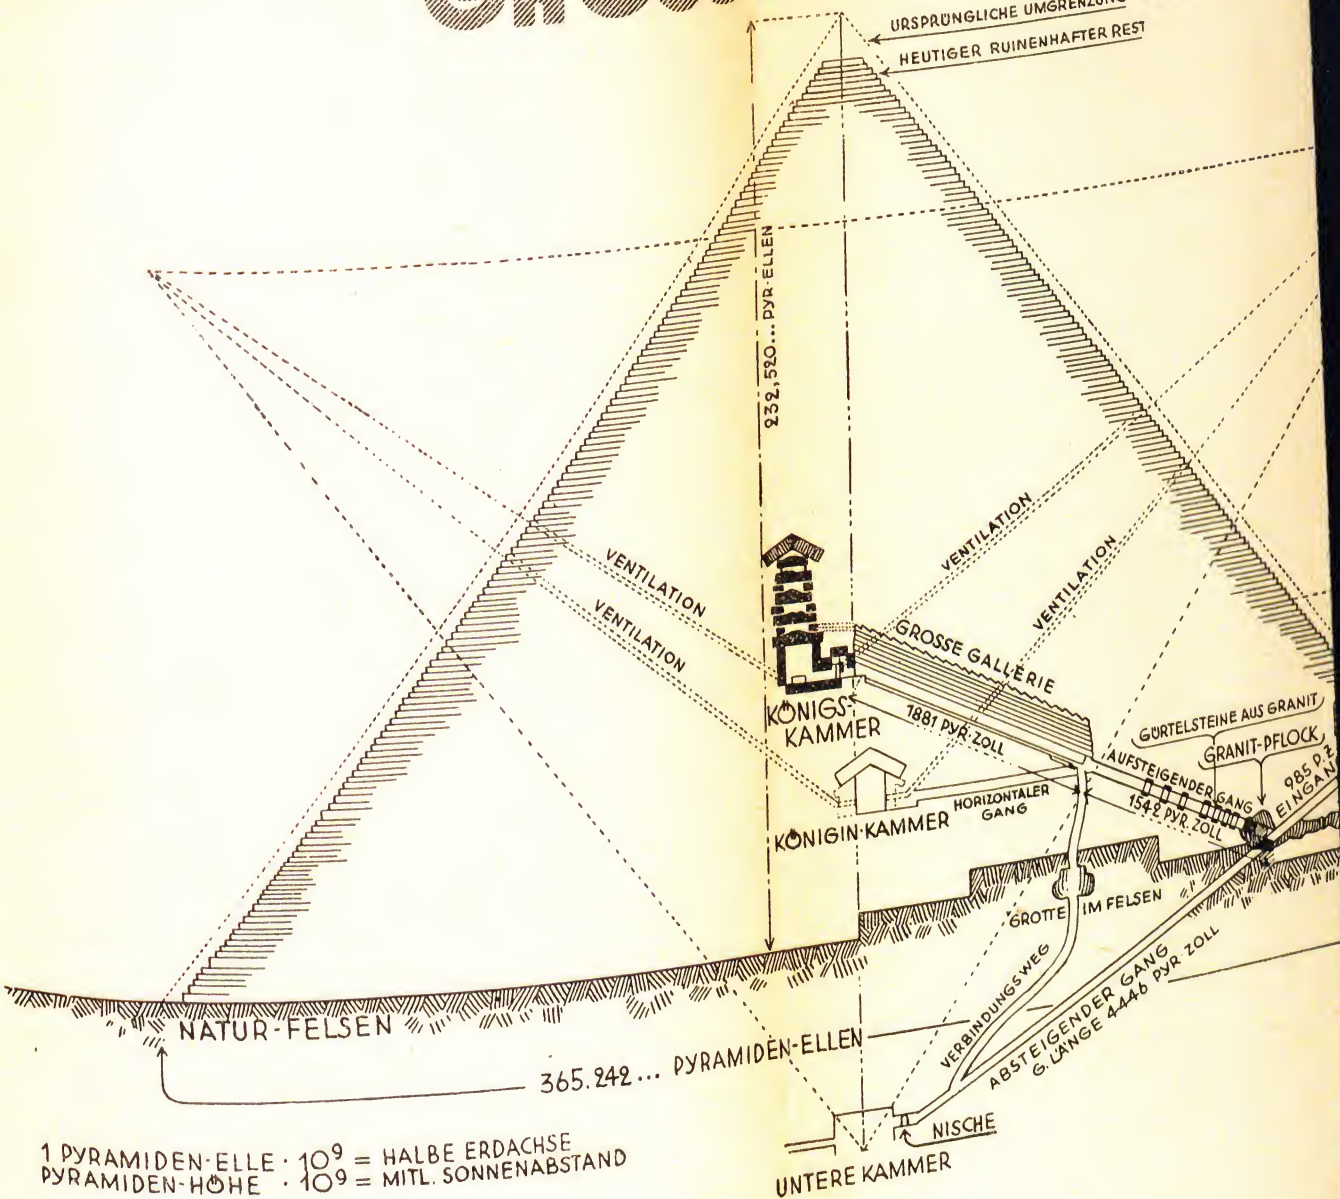 URSPRÜNGLICHE UMGRENZUNG
HEUTIGER RUINENHAFTER REST
232,520... PYR·ELLEN
VENTILATION
VENTILATION
VENTILATION
VENTILATION
GROSSE GALLERIE
KÖNIGS-
KAMMER
1881 PYR·ZOLL
GÜRTELSTEINE AUS GRANIT
GRANIT-PFLOCK
AUFSTEIGENDER GANG
1542 PYR. ZOLL
985 P.Z.
EINGAN
HORIZONTALER
GANG
KÖNIGIN·KAMMER
GROTTE IM FELSEN
VERBINDUNGSWEG
ABSTEIGENDER GANG
G. LÄNGE 4446 PYR ZOLL
NATUR-FELSEN
365.242... PYRAMIDEN-ELLEN
NISCHE
UNTERE KAMMER
1 PYRAMIDEN-ELLE · 10⁹ = HALBE ERDACHSE
PYRAMIDEN-HÖHE · 10⁹ = MITL. SONNENABSTAND